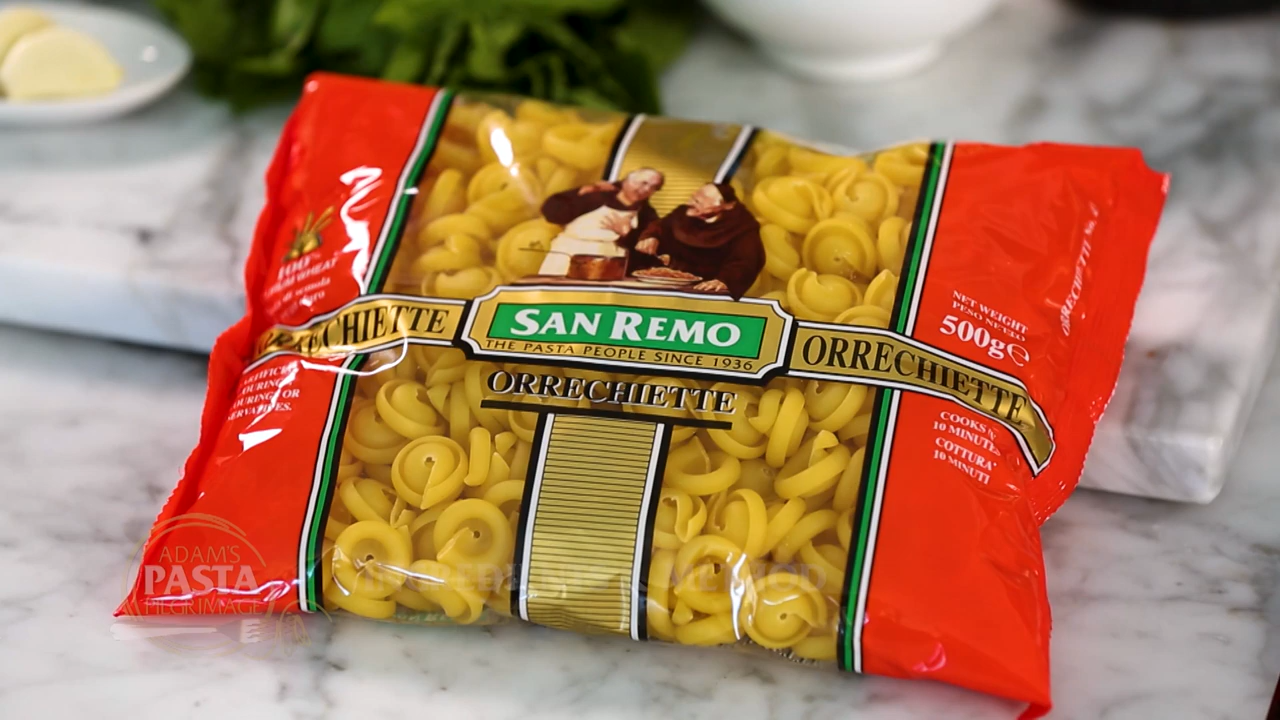 100%
ORRECHIETTE
SAN REMO
THE PASTA PEOPLE SINCE 1936
ORRECHIETTE
ORRECHIETTE
NET WEIGHT
PESO NETTO
500g℮
COOKS
10 MINUTES
COTTURA
10 MINUTI
ADAM'S
PASTA
PILGRIMAGE